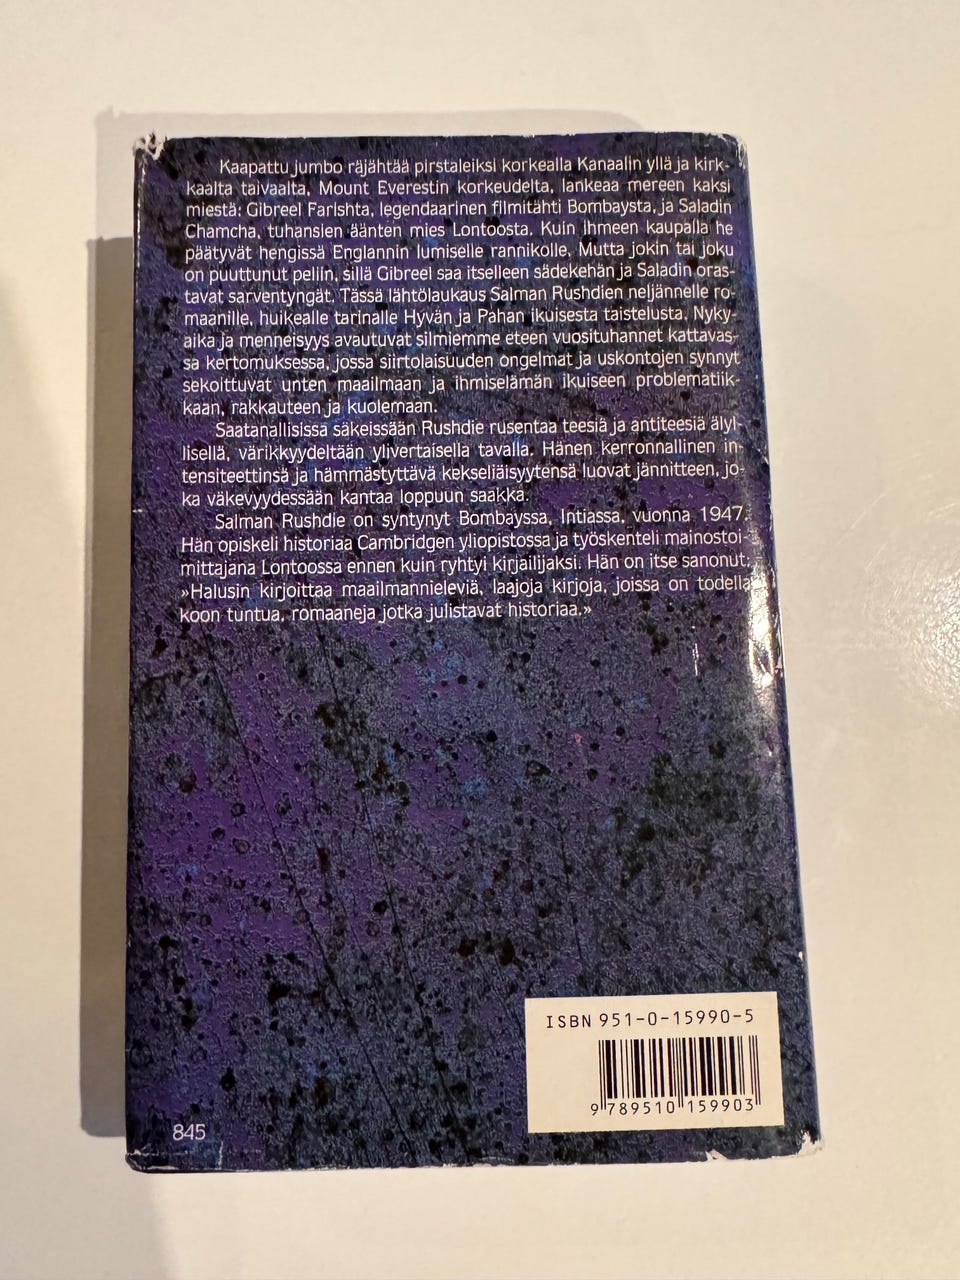 Kaapattu jumbo räjähtää pirstaleiksi korkealla Kanaalin yllä ja kirk-
kaalta taivaalta, Mount Everestin korkeudelta, lankeaa mereen kaksi
miestä: Gibreel Farishta, legendaarinen filmitähti Bombaysta, ja Saladin
Chamcha, tuhansien äänten mies Lontoosta. Kuin ihmeen kaupalla he
päätyvät hengissä Englannin lumiselle rannikolle. Mutta jokin tai joku
on puuttunut peliin, sillä Gibreel saa itselleen sädekehän ja Saladin oras-
tavat sarventyngät. Tässä lähtölaukaus Salman Rushdien neljännelle ro-
maanille, huikealle tarinalle Hyvän ja Pahan ikuisesta taistelusta. Nyky-
aika ja menneisyys avautuvat silmiemme eteen vuosituhannet kattavas-
sa kertomuksessa, jossa siirtolaisuuden ongelmat ja uskontojen synnyt
sekoittuvat unten maailmaan ja ihmiselämän ikuiseen problematiik-
kaan, rakkauteen ja kuolemaan.
Saatanallisissa säkeissään Rushdie rusentaa teesiä ja antiteesiä älyl-
lisellä, värikkyydeltään ylivertaisella tavalla. Hänen kerronnallinen in-
tensiteettinsä ja hämmästyttävä kekseliäisyytensä luovat jännitteen, jo-
ka väkevyydessään kantaa loppuun saakka.
Salman Rushdie on syntynyt Bombayssa, Intiassa, vuonna 1947.
Hän opiskeli historiaa Cambridgen yliopistossa ja työskenteli mainostoi-
mittajana Lontoossa ennen kuin ryhtyi kirjailijaksi. Hän on itse sanonut:
»Halusin kirjoittaa maailmannieleviä, laajoja kirjoja, joissa on todella
koon tuntua, romaaneja jotka julistavat historiaa.»
ISBN 951-0-15990-5
9 789510 159903
845